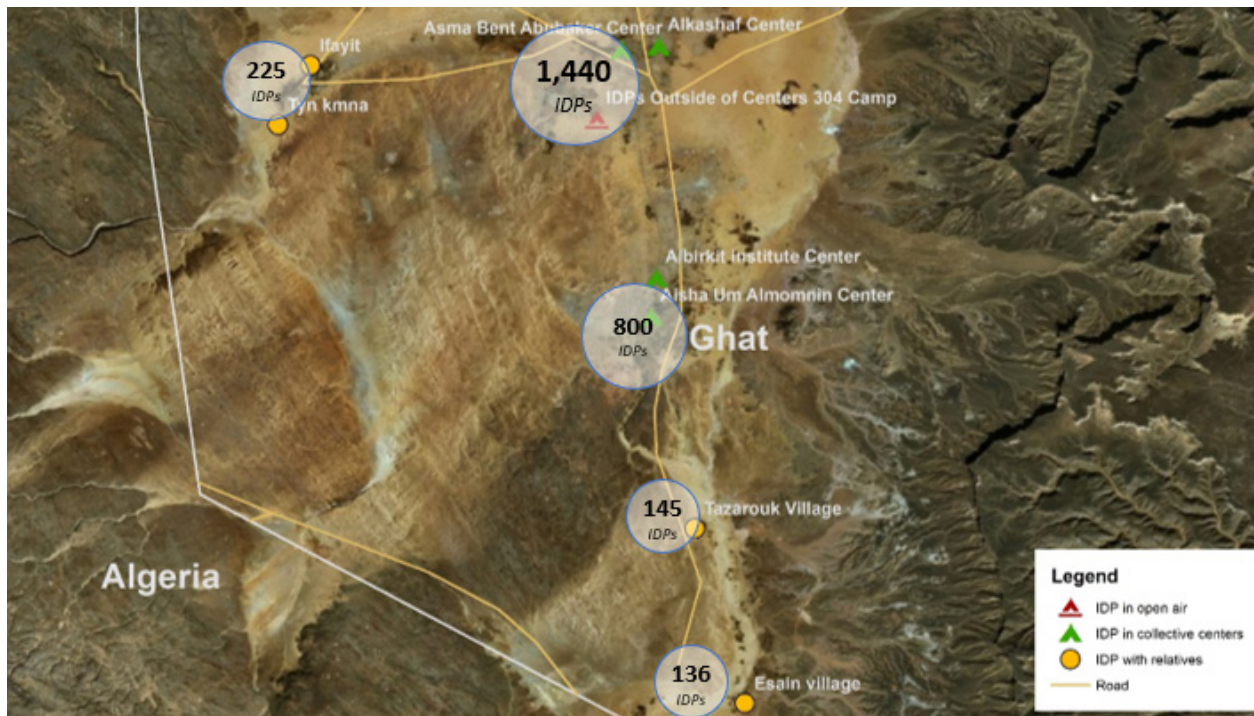 Asma Bent Abubaker Center
Alkashaf Center
Ifayit
225
IDPs
Tyn kmna
1,440
IDPs
IDPs Outside of Centers 304 Camp
Albirkit institute Center
Aisha Um Almomnin Center
800
IDPs
Ghat
145
IDPs
Tazarouk Village
Algeria
136
IDPs
Esain village
Legend
IDP in open air
IDP in collective centers
IDP with relatives
Road